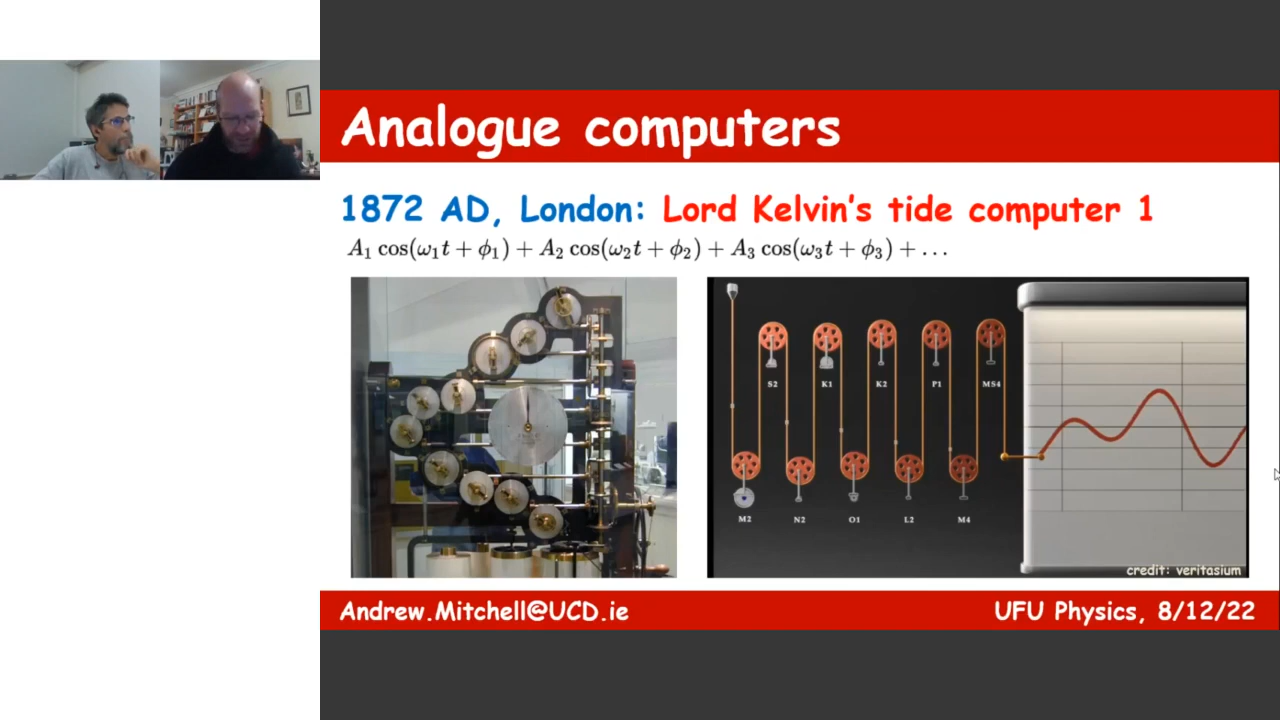 Analogue computers
1872 AD, London: Lord Kelvin's tide computer 1
A₁ cos(ω₁t + ϕ₁) + A₂ cos(ω₂t + ϕ₂) + A₃ cos(ω₃t + ϕ₃) + …
S2 K1 K2 P1 MS4
M2 N2 O1 L2 M4
credit: veritasium
Andrew.Mitchell@UCD.ie
UFU Physics, 8/12/22